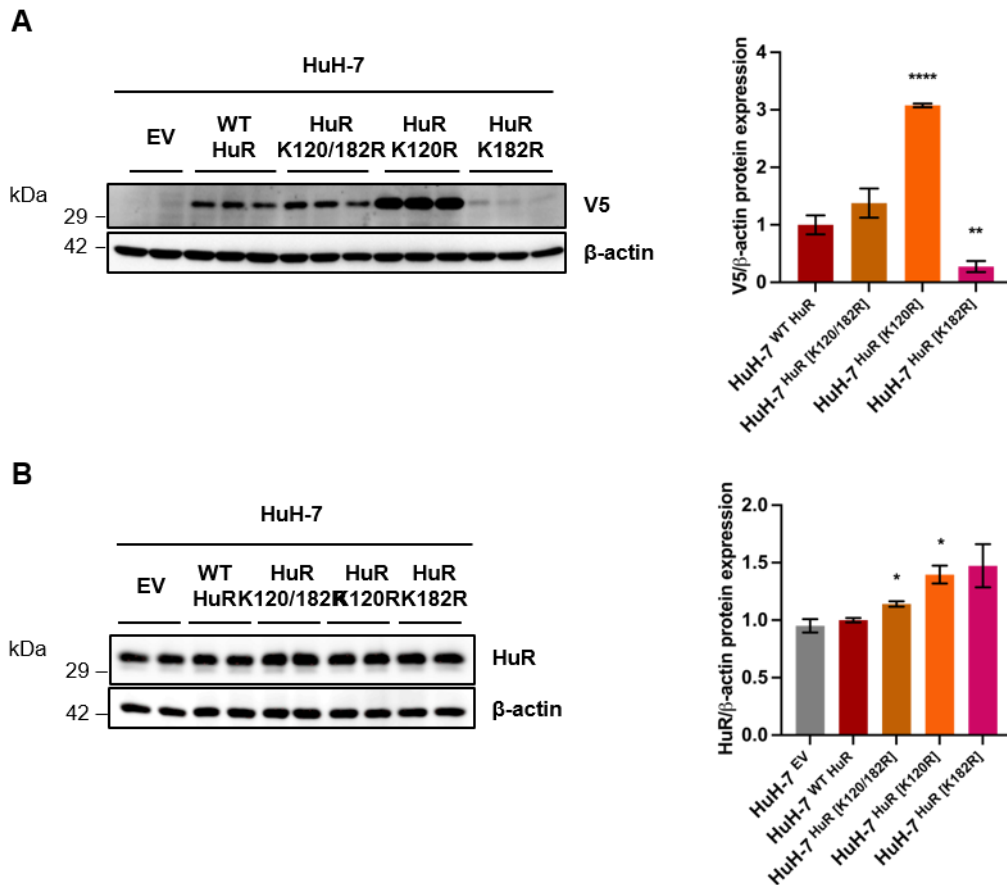 A
HuH-7
EV
WT
HuR
HuR
K120/182R
HuR
K120R
HuR
K182R
kDa
29
42
V5
β-actin
V5/β-actin protein expression
4
3
2
1
0
****
**
HuH-7 WT HuR
HuH-7 HuR [K120/182R]
HuH-7 HuR [K120R]
HuH-7 HuR [K182R]
B
HuH-7
EV
WT
HuR
HuR
K120/182R
HuR
K120R
HuR
K182R
kDa
29
42
HuR
β-actin
HuR/β-actin protein expression
2.0
1.5
1.0
0.5
0.0
*
*
HuH-7 EV
HuH-7 WT HuR
HuH-7 HuR [K120/182R]
HuH-7 HuR [K120R]
HuH-7 HuR [K182R]